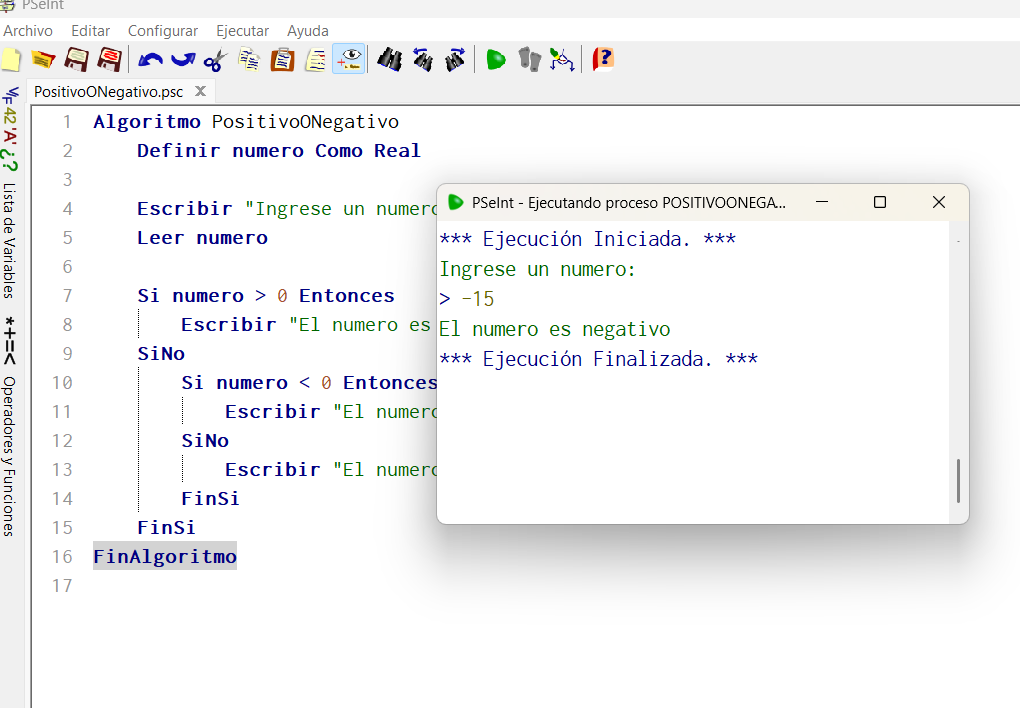 PSeInt
Archivo Editar Configurar Ejecutar Ayuda
PositivoONegativo.psc
Lista de Variables
*+=< Operadores y Funciones
1 Algoritmo PositivoONegativo
2 Definir numero Como Real
3
4 Escribir "Ingrese un numero
5 Leer numero
6
7 Si numero > 0 Entonces
8 Escribir "El numero es
9 SiNo
10 Si numero < 0 Entonces
11 Escribir "El numero
12 SiNo
13 Escribir "El numero
14 FinSi
15 FinSi
16 FinAlgoritmo
17
PSeInt - Ejecutando proceso POSITIVOONEGA...
*** Ejecución Iniciada. ***
Ingrese un numero:
> -15
El numero es negativo
*** Ejecución Finalizada. ***